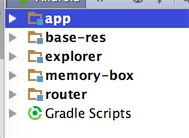 app
base-res
explorer
memory-box
router
Gradle Scripts